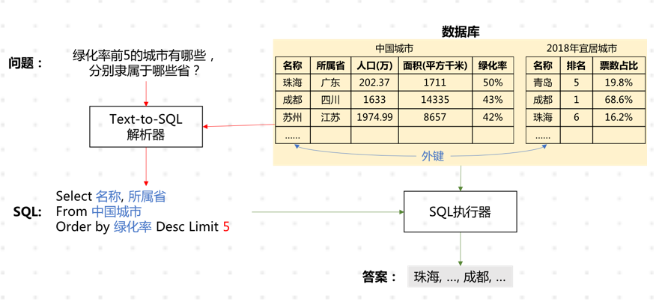 数据库
问题：
绿化率前5的城市有哪些，
分别隶属于哪些省？
中国城市
名称 所属省 人口(万) 面积(平方千米) 绿化率
珠海 广东 202.37 1711 50%
成都 四川 1633 14335 43%
苏州 江苏 1974.99 8657 42%
......
2018年宜居城市
名称 排名 票数占比
青岛 5 19.8%
成都 1 68.6%
珠海 6 16.2%
......
外键
Text-to-SQL
解析器
SQL:
Select 名称, 所属省
From 中国城市
Order by 绿化率 Desc Limit 5
SQL执行器
答案：
珠海, ..., 成都, ...